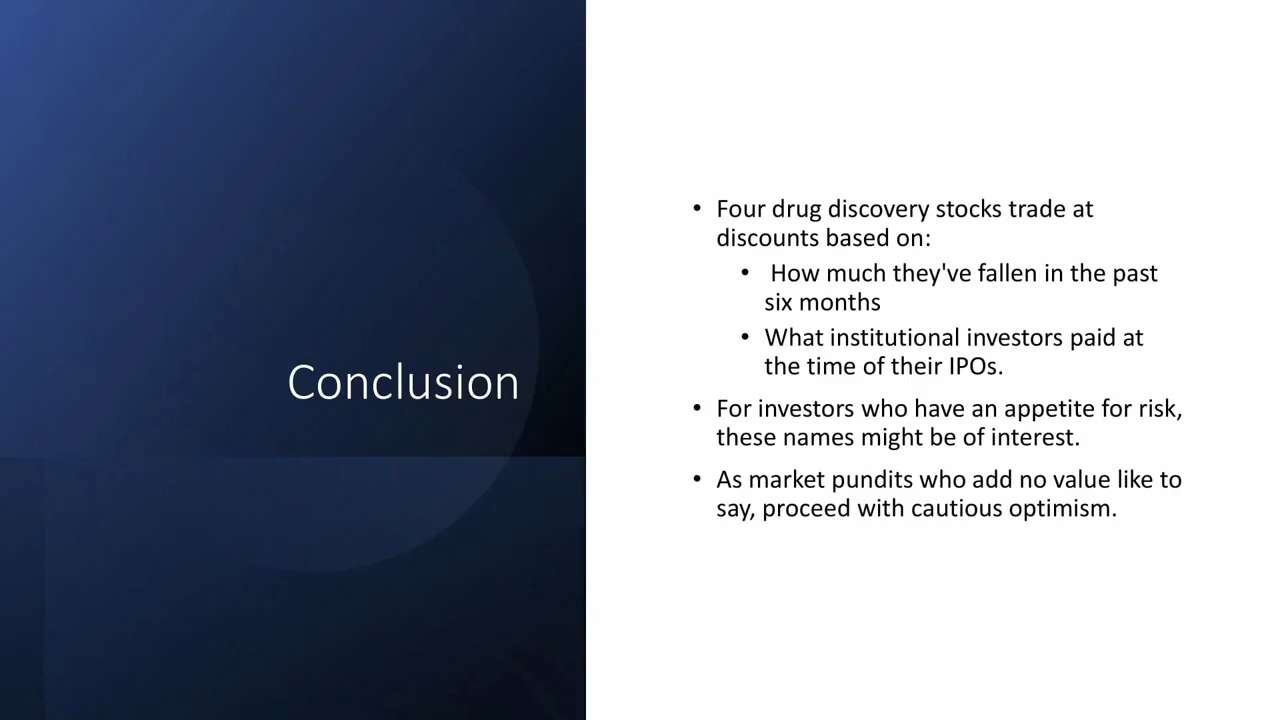 Conclusion
• Four drug discovery stocks trade at
discounts based on:
• How much they've fallen in the past
six months
• What institutional investors paid at
the time of their IPOs.
• For investors who have an appetite for risk,
these names might be of interest.
• As market pundits who add no value like to
say, proceed with cautious optimism.